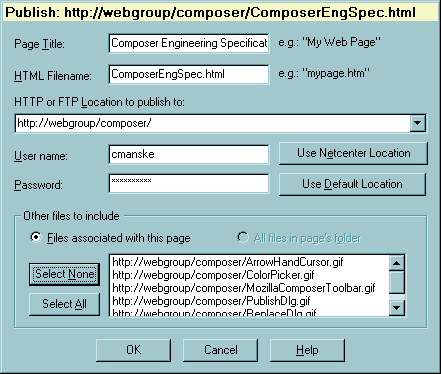 Publish: http://webgroup/composer/ComposerEngSpec.html
Page Title: Composer Engineering Specificat e.g.: "My Web Page"
HTML Filename: ComposerEngSpec.html e.g.: "mypage.htm"
HTTP or FTP Location to publish to:
http://webgroup/composer/
User name: cmanske Use Netcenter Location
Password: ********** Use Default Location
Other files to include
Files associated with this page All files in page's folder
Select None
Select All
http://webgroup/composer/ArrowHandCursor.gif
http://webgroup/composer/ColorPicker.gif
http://webgroup/composer/MozillaComposerToolbar.gif
http://webgroup/composer/PublishDlg.gif
http://webgroup/composer/ReplaceDlg.gif
OK Cancel Help